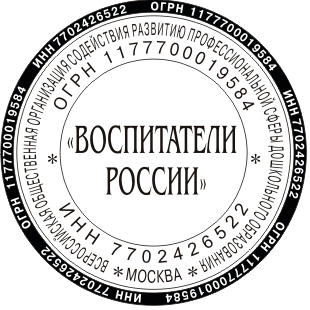 ИНН 7702426522 ОГРН 1177700019584 ИНН 7702426522 ОГРН 1177700019584 ИНН 7702426522 ОГРН 1177700019584
ВСЕРОССИЙСКАЯ ОБЩЕСТВЕННАЯ ОРГАНИЗАЦИЯ СОДЕЙСТВИЯ РАЗВИТИЮ ПРОФЕССИОНАЛЬНОЙ СФЕРЫ ДОШКОЛЬНОГО ОБРАЗОВАНИЯ
* МОСКВА *
* ОГРН 1177700019584 *
«ВОСПИТАТЕЛИ
РОССИИ»
ИНН 7702426522